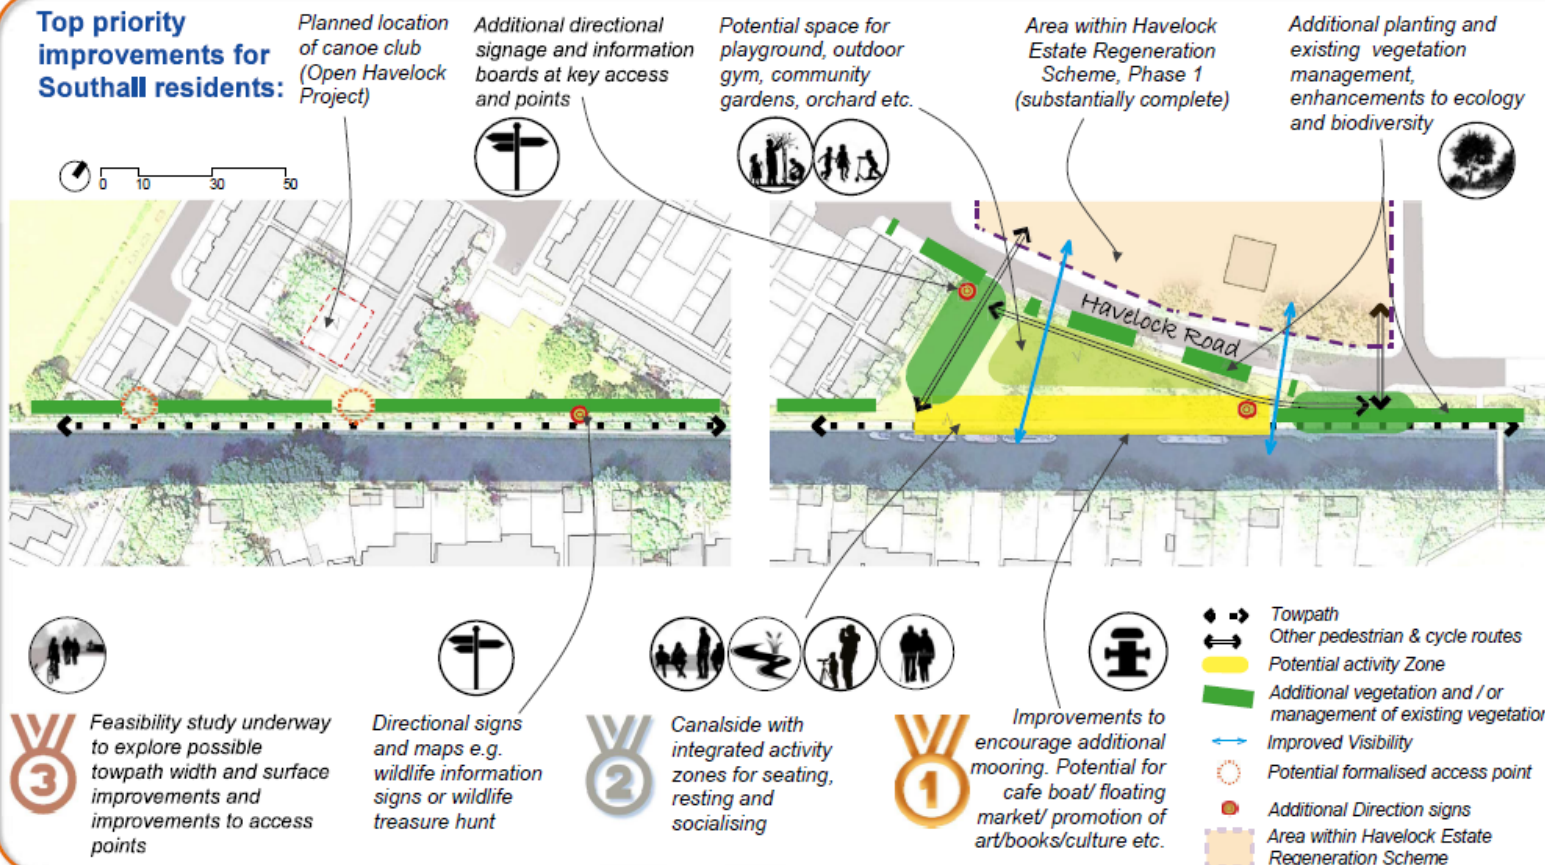 Top priority
improvements for
Southall residents:
Planned location
of canoe club
(Open Havelock
Project)
Additional directional
signage and information
boards at key access
and points
Potential space for
playground, outdoor
gym, community
gardens, orchard etc.
Area within Havelock
Estate Regeneration
Scheme, Phase 1
(substantially complete)
Additional planting and
existing vegetation
management,
enhancements to ecology
and biodiversity
0 10 30 50
Havelock Road
3
Feasibility study underway
to explore possible
towpath width and surface
improvements and
improvements to access
points
Directional signs
and maps e.g.
wildlife information
signs or wildlife
treasure hunt
2
Canalside with
integrated activity
zones for seating,
resting and
socialising
1
Improvements to
encourage additional
mooring. Potential for
cafe boat/ floating
market/ promotion of
art/books/culture etc.
Towpath
Other pedestrian & cycle routes
Potential activity Zone
Additional vegetation and / or
management of existing vegetation
Improved Visibility
Potential formalised access point
Additional Direction signs
Area within Havelock Estate
Regeneration Scheme